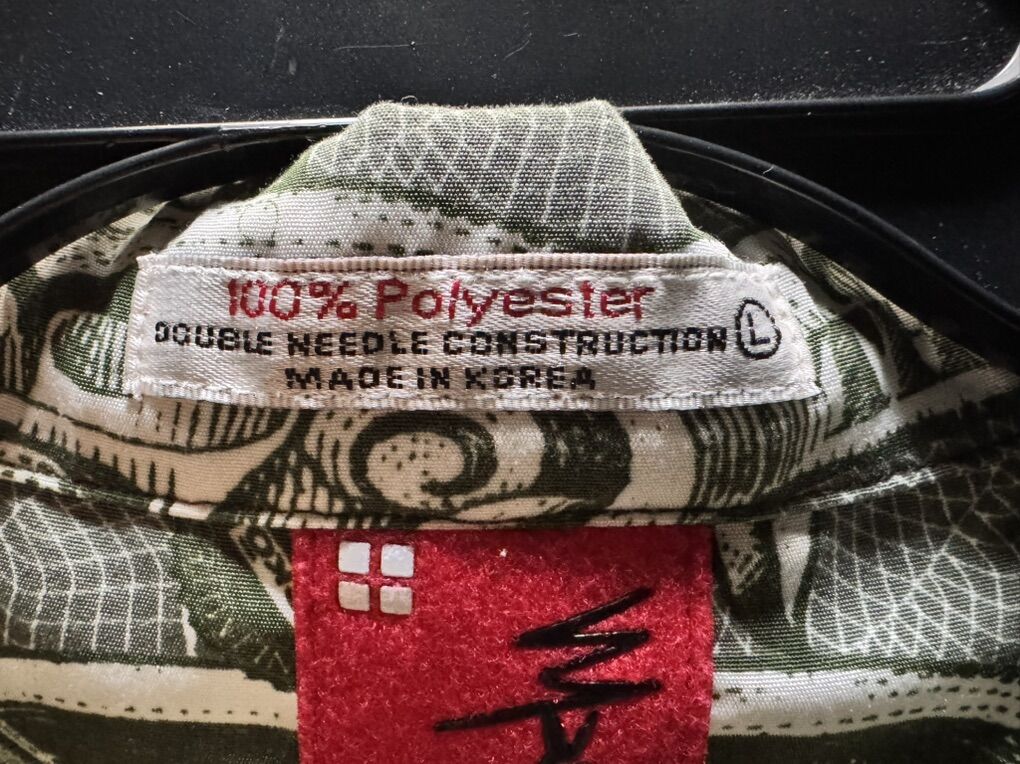 100% Polyester
DOUBLE NEEDLE CONSTRUCTION L
MADE IN KOREA